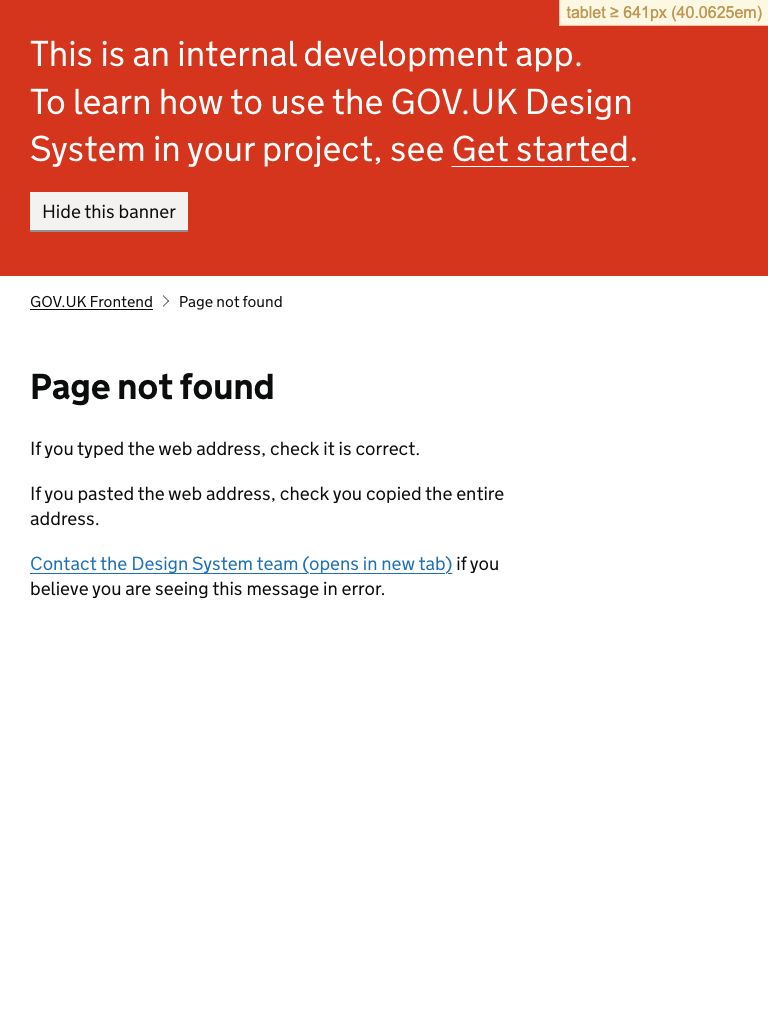 tablet ≥ 641px (40.0625em)
This is an internal development app.
To learn how to use the GOV.UK Design
System in your project, see Get started.
Hide this banner
GOV.UK Frontend > Page not found
Page not found
If you typed the web address, check it is correct.
If you pasted the web address, check you copied the entire
address.
Contact the Design System team (opens in new tab) if you
believe you are seeing this message in error.